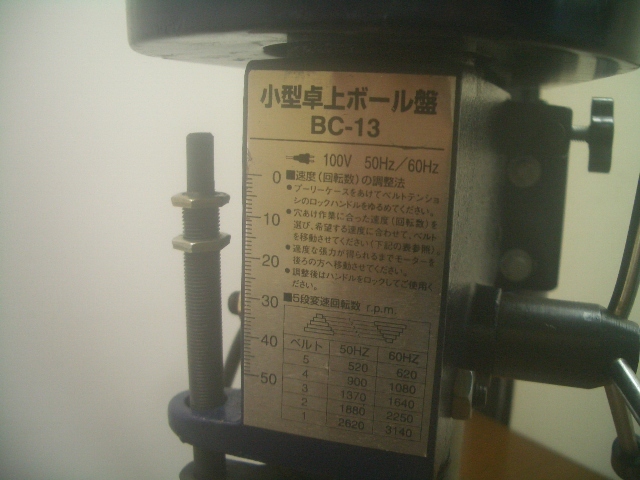 小型卓上ボール盤
BC-13
100V 50Hz/60Hz
■速度(回転数)の調整法
●プーリーケースをあけてベルトテンショ
ンのロックハンドルをゆるめてください。
●穴あけ作業に合った速度(回転数)を
選び、希望する速度に合わせて、ベルト
を移動させてください(下記の表参照)。
●適度な張力が得られるまでモーターを
後ろの方へ移動させてください。
●調整後はハンドルをロックしてご使用く
ださい。
■5段変速回転数 r.p.m.
ベルト 50HZ 60HZ
5 520 620
4 900 1080
3 1370 1640
2 1880 2250
1 2620 3140
0
10
20
30
40
50